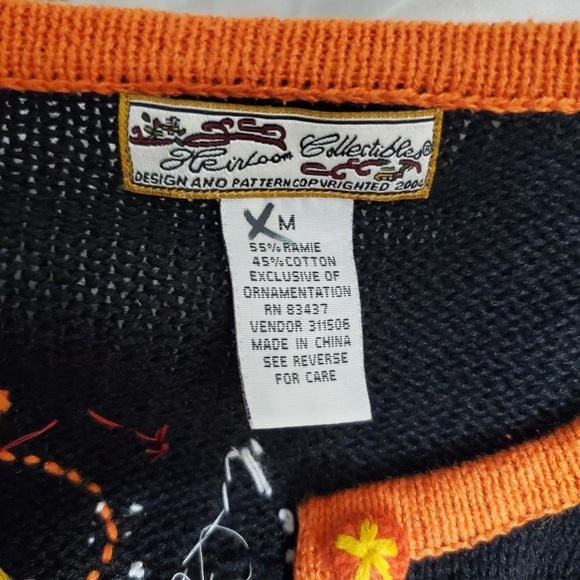 Heirloom Collectibles®
DESIGN AND PATTERN COPYRIGHTED 2004
M
55% RAMIE
45% COTTON
EXCLUSIVE OF
ORNAMENTATION
RN 83437
VENDOR 311506
MADE IN CHINA
SEE REVERSE
FOR CARE